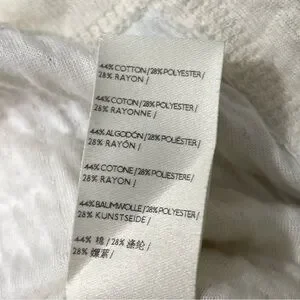 44% COTTON / 28% POLYESTER /
28% RAYON /
44% COTON / 28% POLYESTER /
28% RAYONNE /
44% ALGODÓN / 28% POLIÉSTER /
28% RAYÓN /
44% COTONE / 28% POLIESTERE /
28% RAYON /
44% BAUMWOLLE / 28% POLYESTER /
28% KUNSTSEIDE /
44% 棉 / 28% 涤纶 /
28% 嫘萦 /